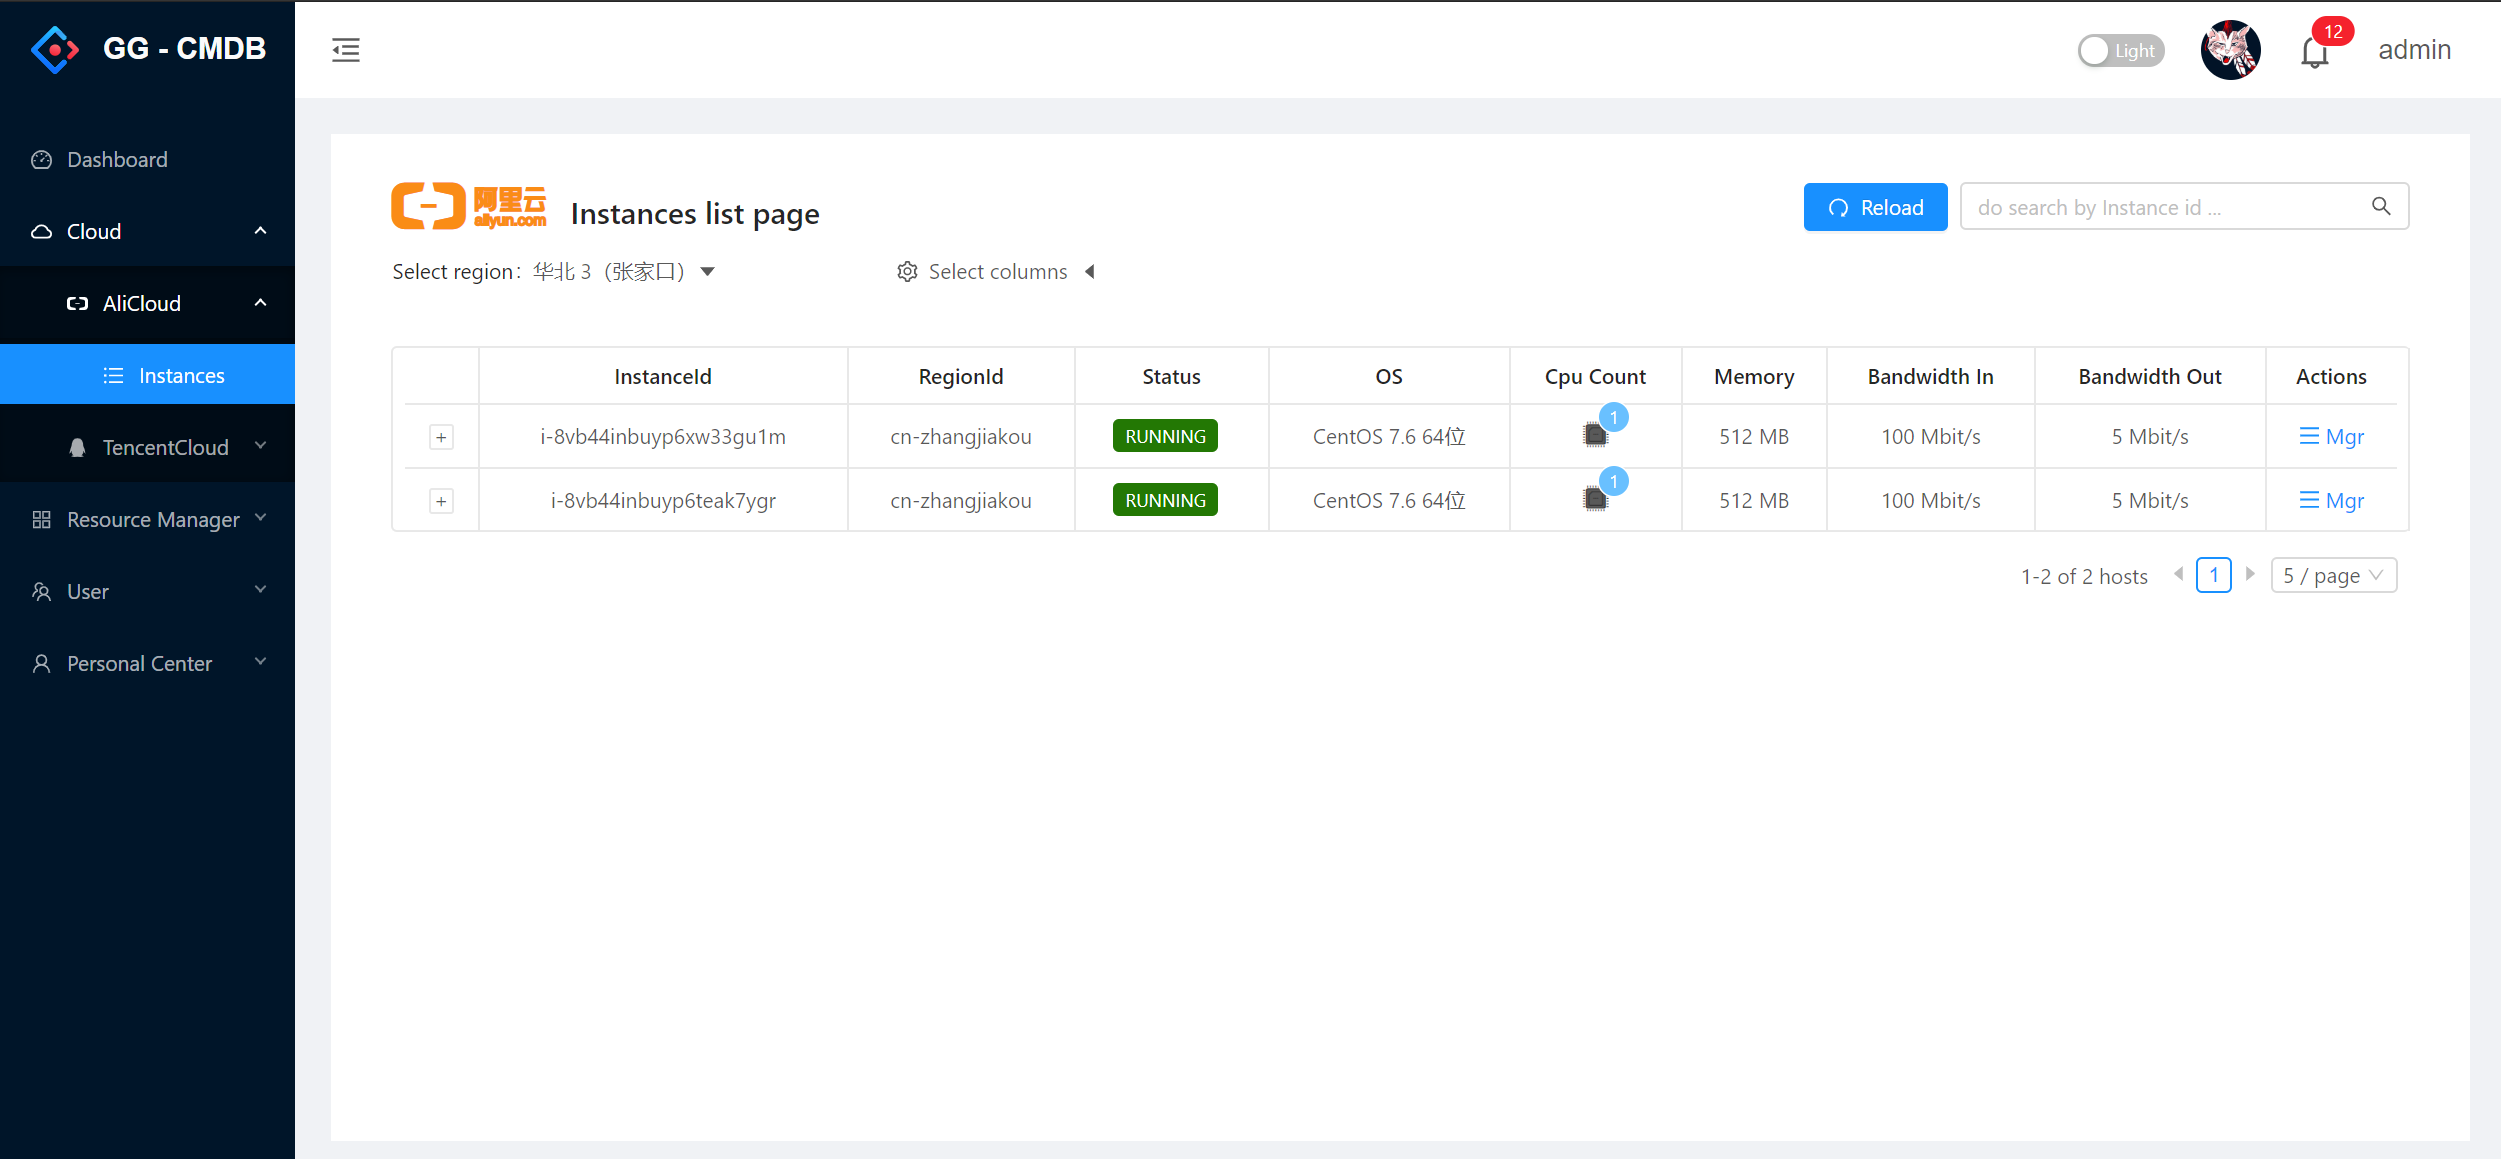 GG - CMDB
Light
12
admin
Dashboard
Cloud
AliCloud
Instances
TencentCloud
Resource Manager
User
Personal Center
阿里云
aliyun.com
Instances list page
Reload
do search by Instance id ...
Select region：华北 3（张家口）
Select columns
InstanceId RegionId Status OS Cpu Count Memory Bandwidth In Bandwidth Out Actions
+ i-8vb44inbuyp6xw33gu1m cn-zhangjiakou RUNNING CentOS 7.6 64位 1 512 MB 100 Mbit/s 5 Mbit/s Mgr
+ i-8vb44inbuyp6teak7ygr cn-zhangjiakou RUNNING CentOS 7.6 64位 1 512 MB 100 Mbit/s 5 Mbit/s Mgr
1-2 of 2 hosts 1 5 / page